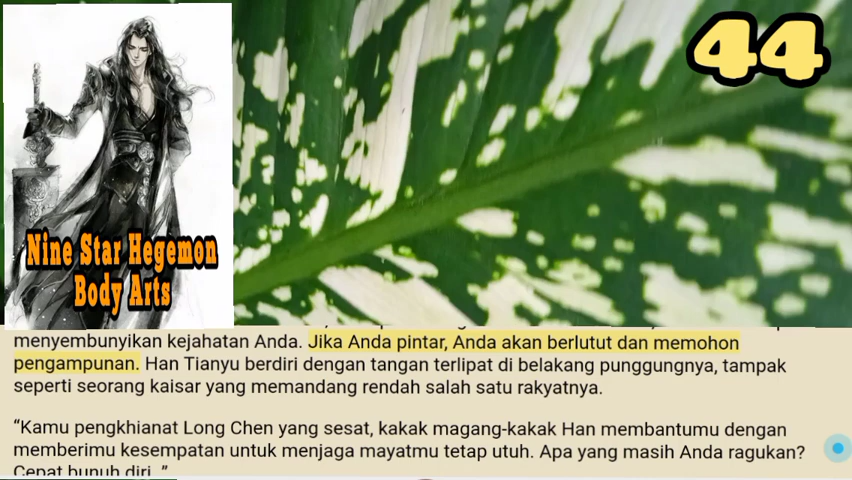 44
Nine Star Hegemon
Body Arts
menyembunyikan kejahatan Anda. Jika Anda pintar, Anda akan berlutut dan memohon
pengampunan. Han Tianyu berdiri dengan tangan terlipat di belakang punggungnya, tampak
seperti seorang kaisar yang memandang rendah salah satu rakyatnya.
“Kamu pengkhianat Long Chen yang sesat, kakak magang-kakak Han membantumu dengan
memberimu kesempatan untuk menjaga mayatmu tetap utuh. Apa yang masih Anda ragukan?
Cepat bunuh diri. ”